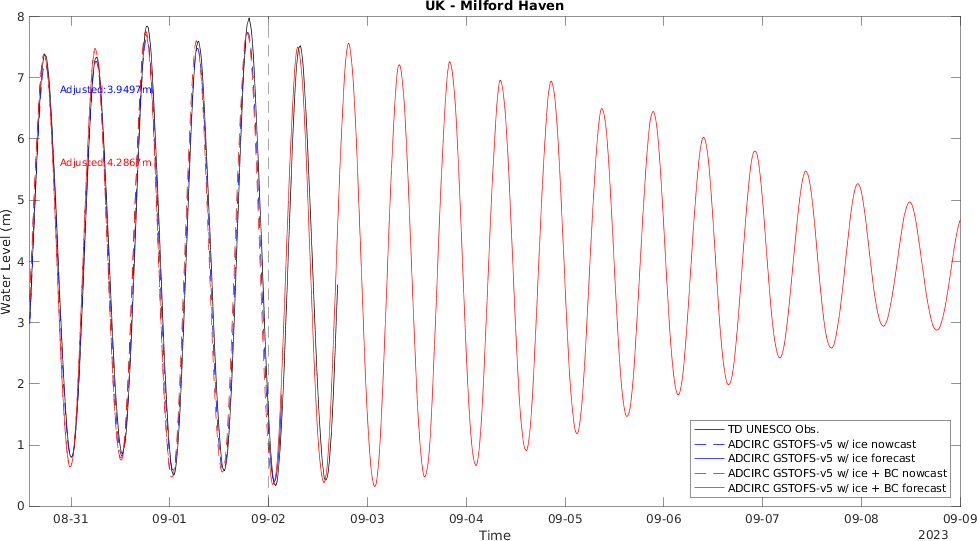 UK - Milford Haven
8
7
6
5
4
3
2
1
0
Water Level (m)
Adjusted:3.9497m
Adjusted:4.2867m
TD UNESCO Obs.
ADCIRC GSTOFS-v5 w/ ice nowcast
ADCIRC GSTOFS-v5 w/ ice forecast
ADCIRC GSTOFS-v5 w/ ice + BC nowcast
ADCIRC GSTOFS-v5 w/ ice + BC forecast
08-31 09-01 09-02 09-03 09-04 09-05 09-06 09-07 09-08 09-09
Time
2023